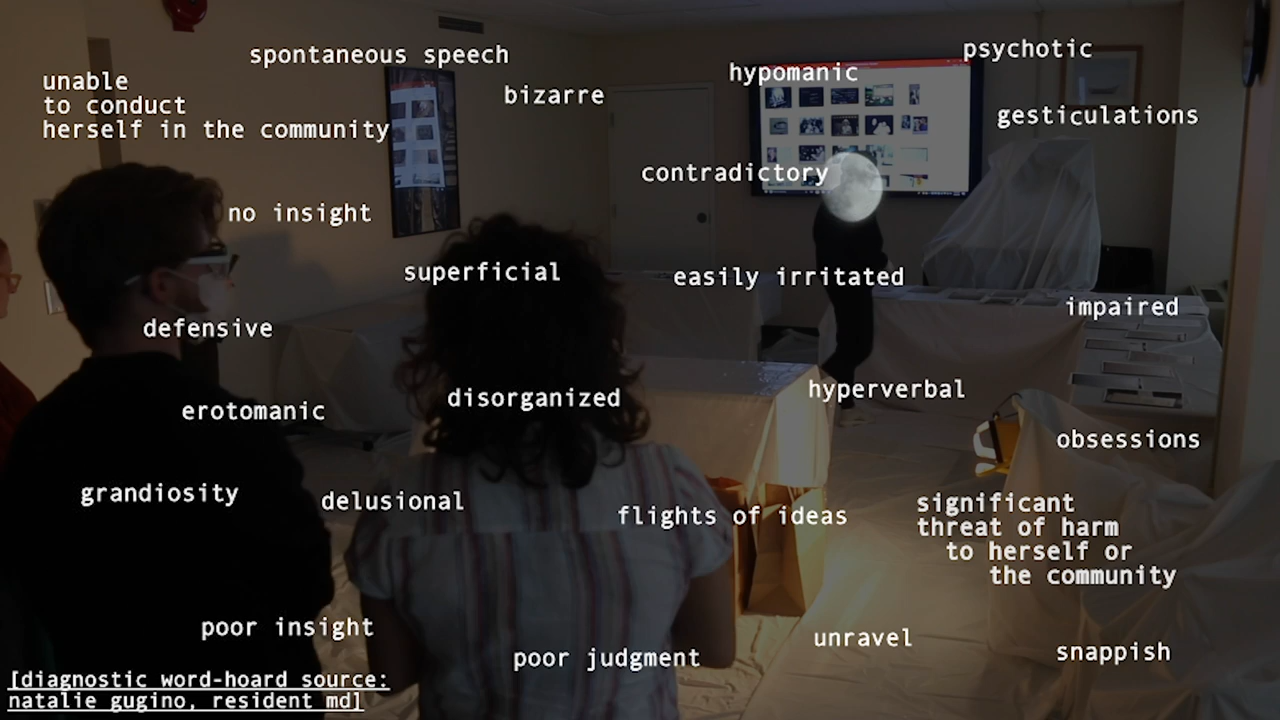 spontaneous speech
psychotic
hypomanic
unable
to conduct
herself in the community
bizarre
gesticulations
contradictory
no insight
superficial
easily irritated
impaired
defensive
hyperverbal
disorganized
erotomanic
obsessions
grandiosity
delusional
flights of ideas
significant
threat of harm
to herself or
the community
poor insight
unravel
poor judgment
snappish
[diagnostic word-hoard source:
natalie gugino, resident md]